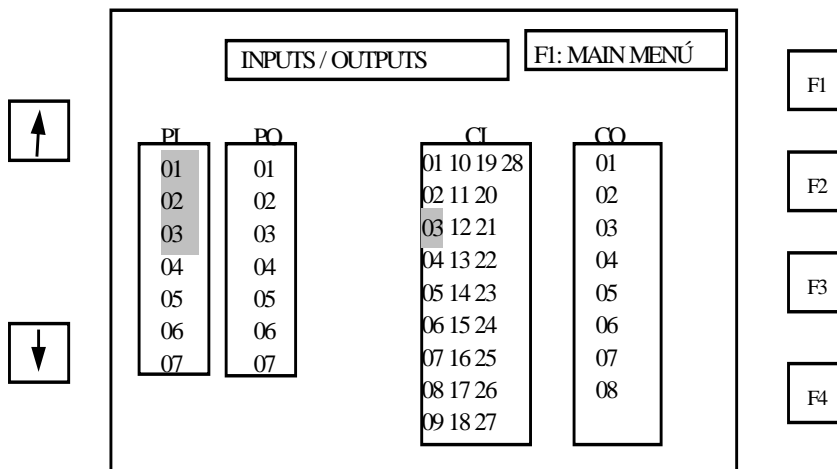 INPUTS / OUTPUTS
F1: MAIN MENÚ
PI PO CI CO
01 01 01 10 19 28 01
02 02 02 11 20 02
03 03 03 12 21 03
04 04 04 13 22 04
05 05 05 14 23 05
06 06 06 15 24 06
07 07 07 16 25 07
08 17 26 08
09 18 27
F1
F2
F3
F4